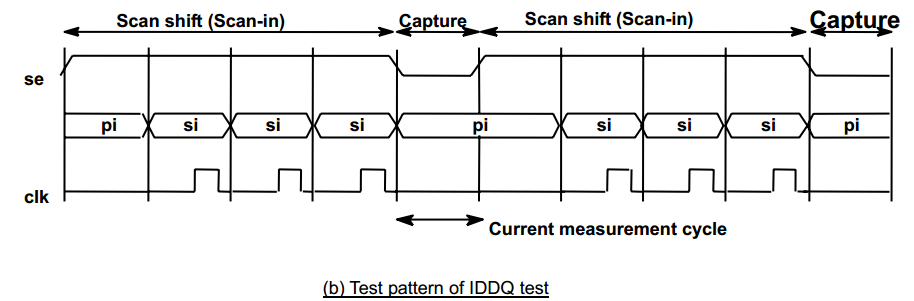 Scan shift (Scan-in) Capture Scan shift (Scan-in) Capture
se
pi si si si pi si si si pi
clk
Current measurement cycle
(b) Test pattern of IDDQ test